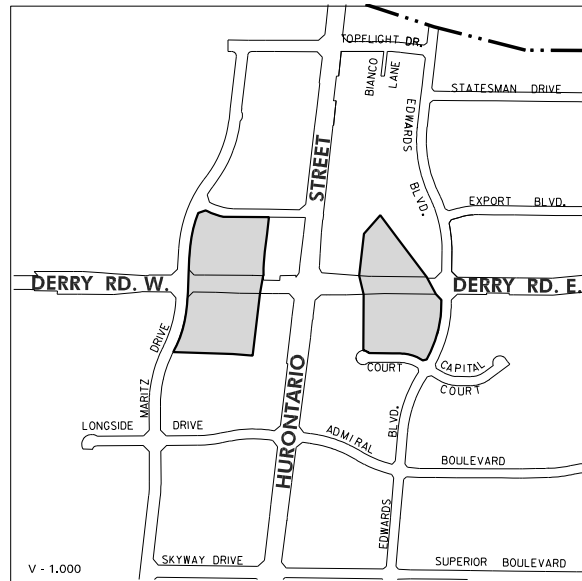 TOPFLIGHT DR.
BIANCO LANE
STATESMAN DRIVE
EDWARDS BLVD.
STREET
EXPORT BLVD.
DERRY RD. W.
DERRY RD. E.
MARITZ DRIVE
COURT
CAPITAL COURT
HURONTARIO
LONGSIDE DRIVE
ADMIRAL
BLVD.
BOULEVARD
EDWARDS
SKYWAY DRIVE
SUPERIOR BOULEVARD
V - 1.000